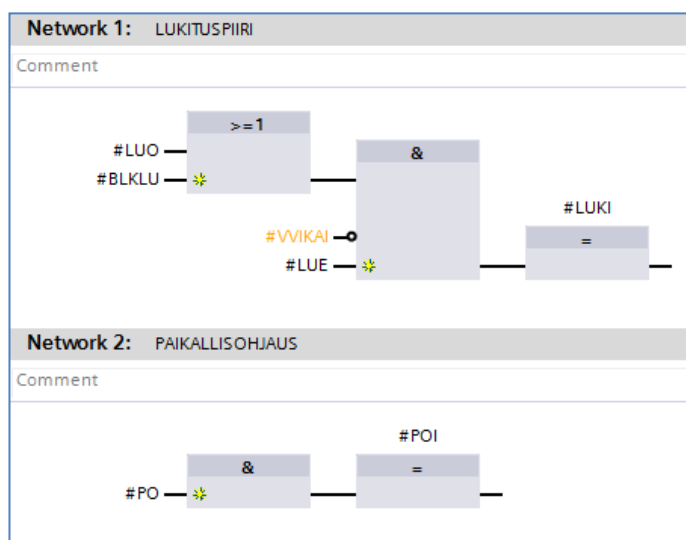 Network 1: LUKITUSPIIRI
Comment
>=1
#LUO
&
#BLKLU
#LUKI
#VVIKAI
=
#LUE
Network 2: PAIKALLISOHJAUS
Comment
#POI
&
=
#PO